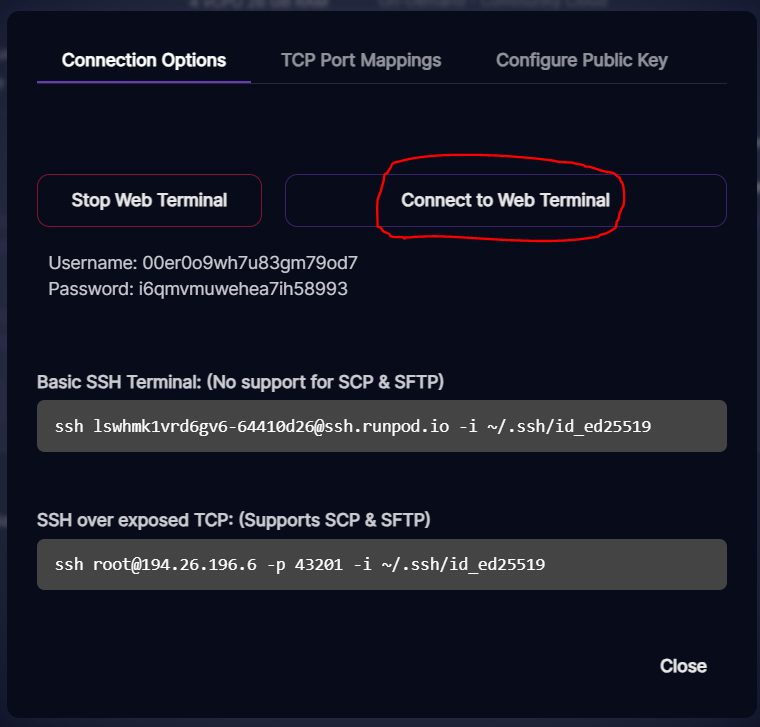 Connection Options TCP Port Mappings Configure Public Key
Stop Web Terminal Connect to Web Terminal
Username: 00er0o9wh7u83gm79od7
Password: i6qmvmuwehea7ih58993
Basic SSH Terminal: (No support for SCP & SFTP)
ssh lswhmk1vrd6gv6-64410d26@ssh.runpod.io -i ~/.ssh/id_ed25519
SSH over exposed TCP: (Supports SCP & SFTP)
ssh root@194.26.196.6 -p 43201 -i ~/.ssh/id_ed25519
Close